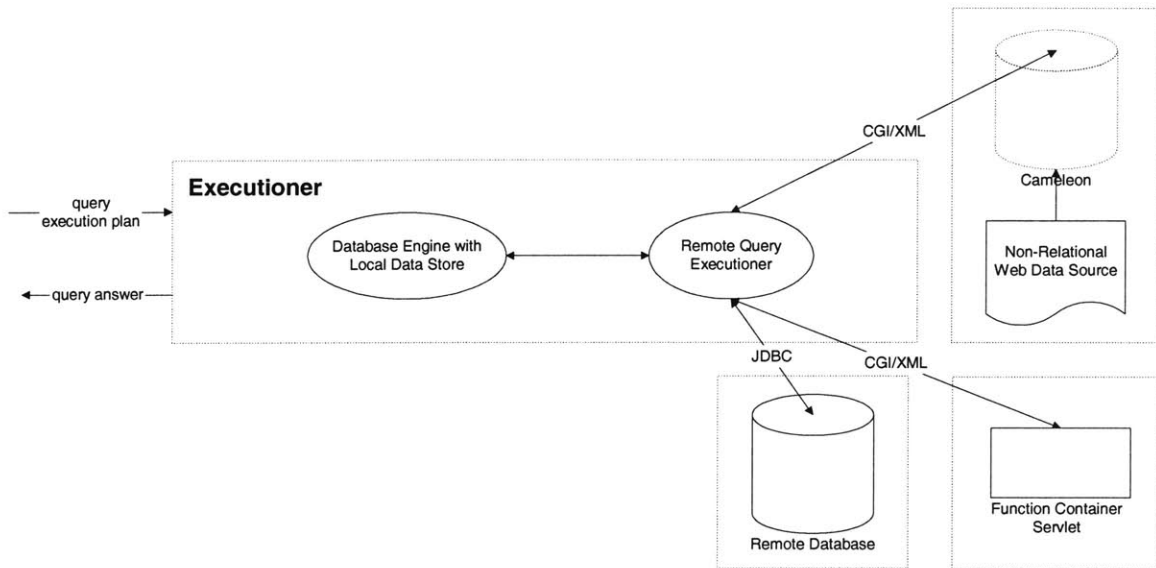 CGI/XML
Cameleon
Executioner
query
execution plan
Database Engine with
Local Data Store
Remote Query
Executioner
Non-Relational
Web Data Source
query answer
JDBC
CGI/XML
Function Container
Servlet
Remote Database